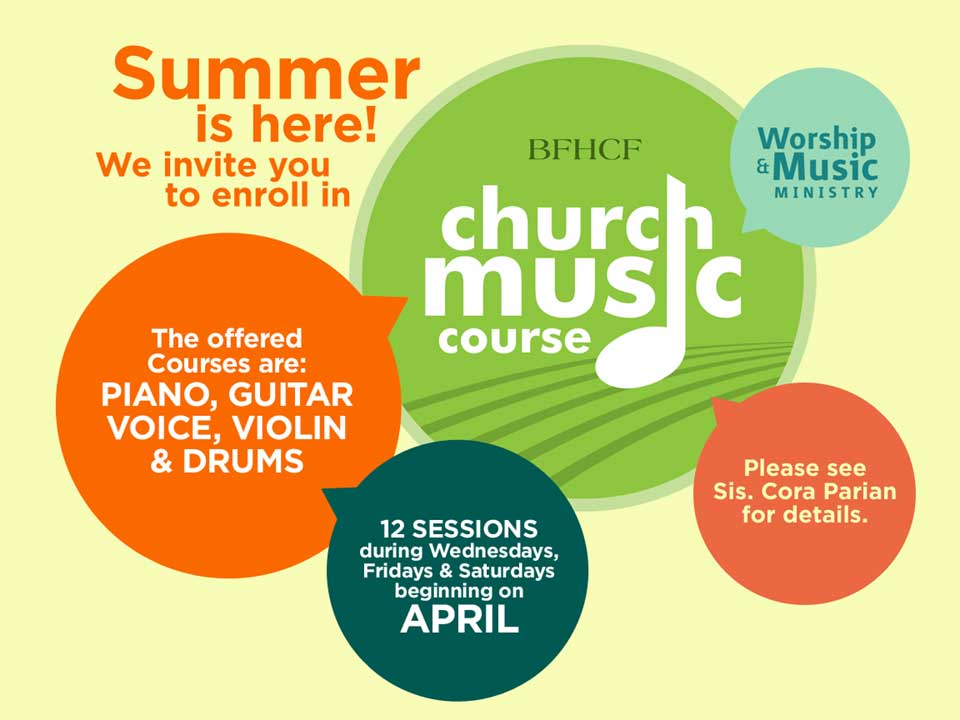 Summer
is here!
We invite you
to enroll in
BFHCF
church
music
course
Worship
& Music
MINISTRY
The offered
Courses are:
PIANO, GUITAR
VOICE, VIOLIN
& DRUMS
12 SESSIONS
during Wednesdays,
Fridays & Saturdays
beginning on
APRIL
Please see
Sis. Cora Parian
for details.